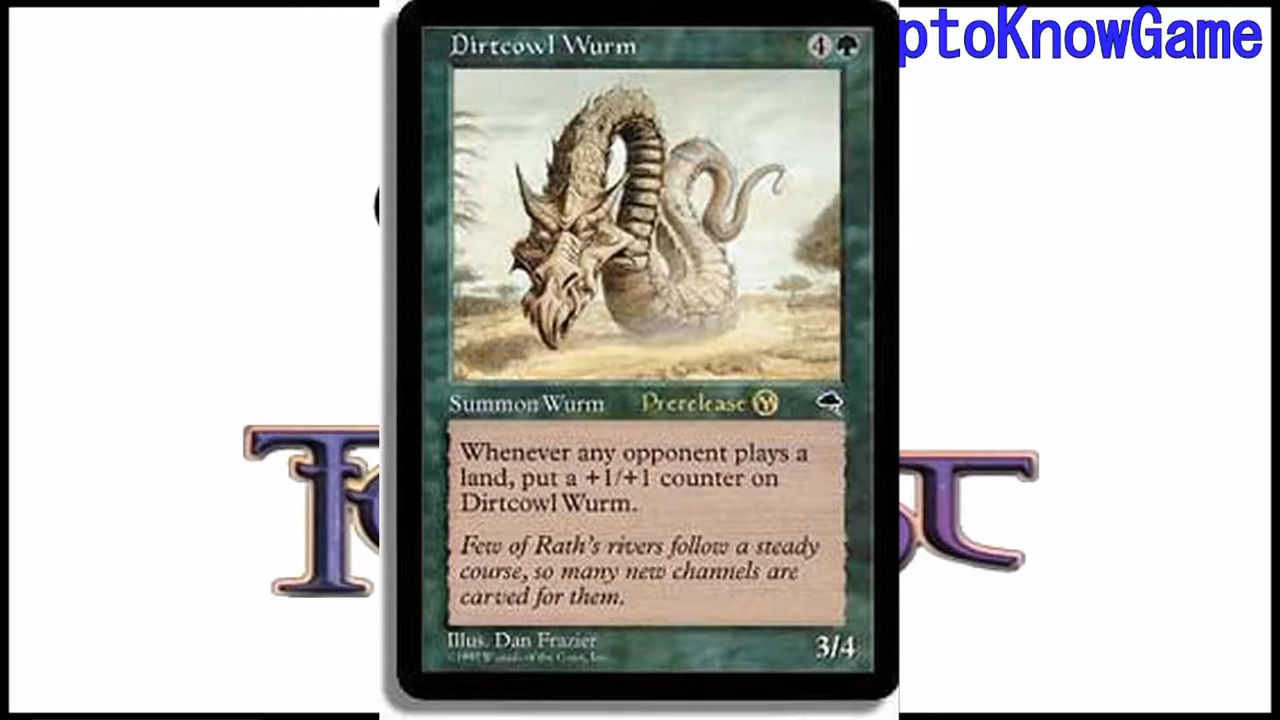 ptoKnowGame
Dirtcowl Wurm 4
Summon Wurm Prerelease
Whenever any opponent plays a
land, put a +1/+1 counter on
Dirtcowl Wurm.
Few of Rath's rivers follow a steady
course, so many new channels are
carved for them.
Illus. Dan Frazier
3/4